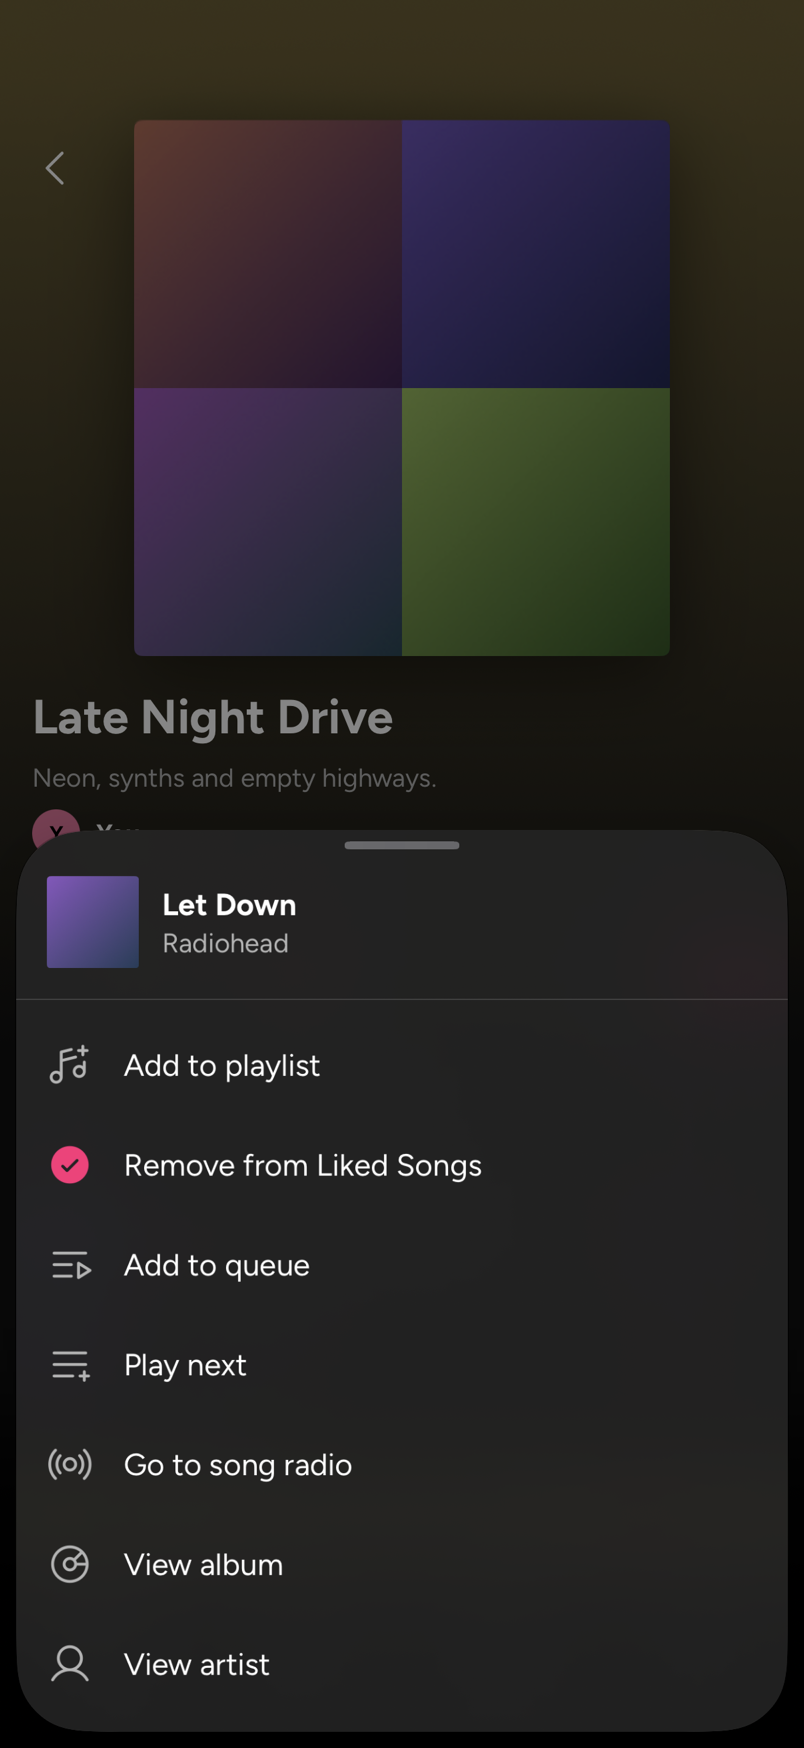 Late Night Drive
Neon, synths and empty highways.
Y
Let Down
Radiohead
Add to playlist
Remove from Liked Songs
Add to queue
Play next
Go to song radio
View album
View artist